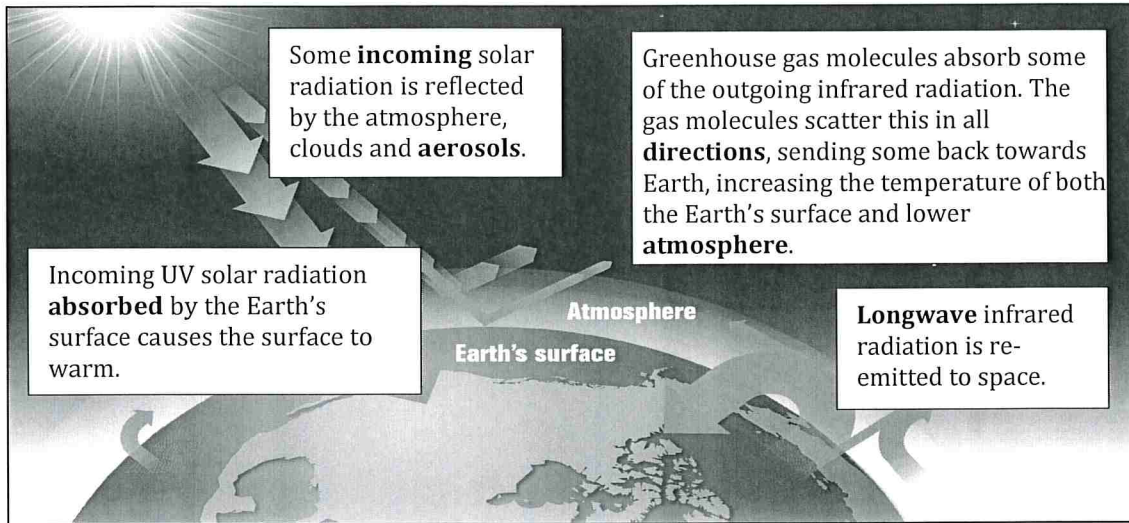 Some incoming solar
radiation is reflected
by the atmosphere,
clouds and aerosols.
Greenhouse gas molecules absorb some
of the outgoing infrared radiation. The
gas molecules scatter this in all
directions, sending some back towards
Earth, increasing the temperature of both
the Earth's surface and lower
atmosphere.
Incoming UV solar radiation
absorbed by the Earth's
surface causes the surface to
warm.
Atmosphere
Earth's surface
Longwave infrared
radiation is re-
emitted to space.